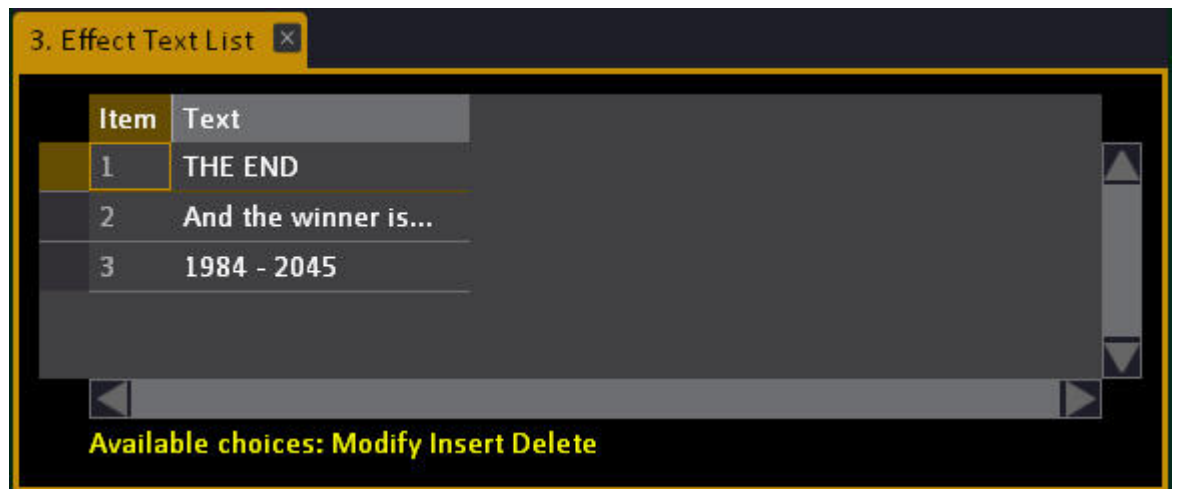 3. Effect Text List
Item Text
1 THE END
2 And the winner is...
3 1984 - 2045
Available choices: Modify Insert Delete